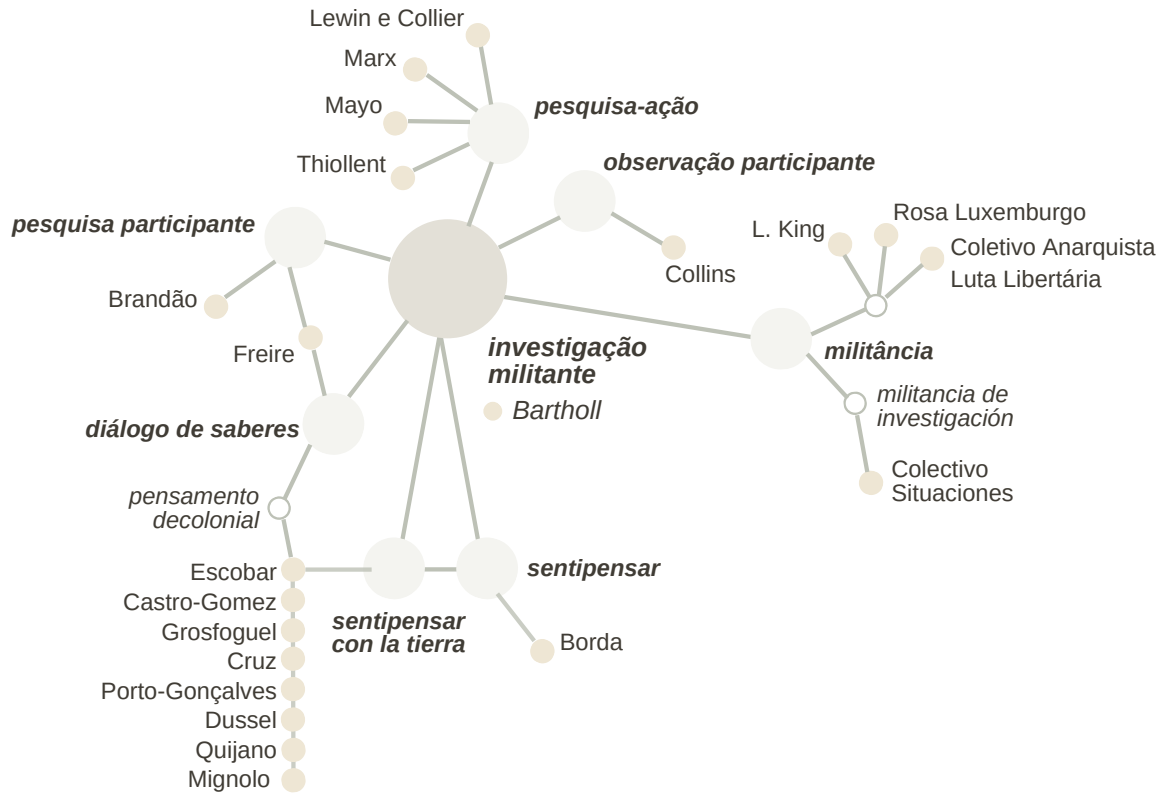 Lewin e Collier
Marx
Mayo
pesquisa-ação
Thiollent
observação participante
pesquisa participante
Rosa Luxemburgo
L. King
Coletivo Anarquista
Luta Libertária
Collins
Brandão
Freire
investigação
militante
Bartholl
militância
militancia de
investigación
diálogo de saberes
Colectivo
Situaciones
pensamento
decolonial
Escobar
sentipensar
Castro-Gomez
sentipensar
con la tierra
Grosfoguel
Borda
Cruz
Porto-Gonçalves
Dussel
Quijano
Mignolo